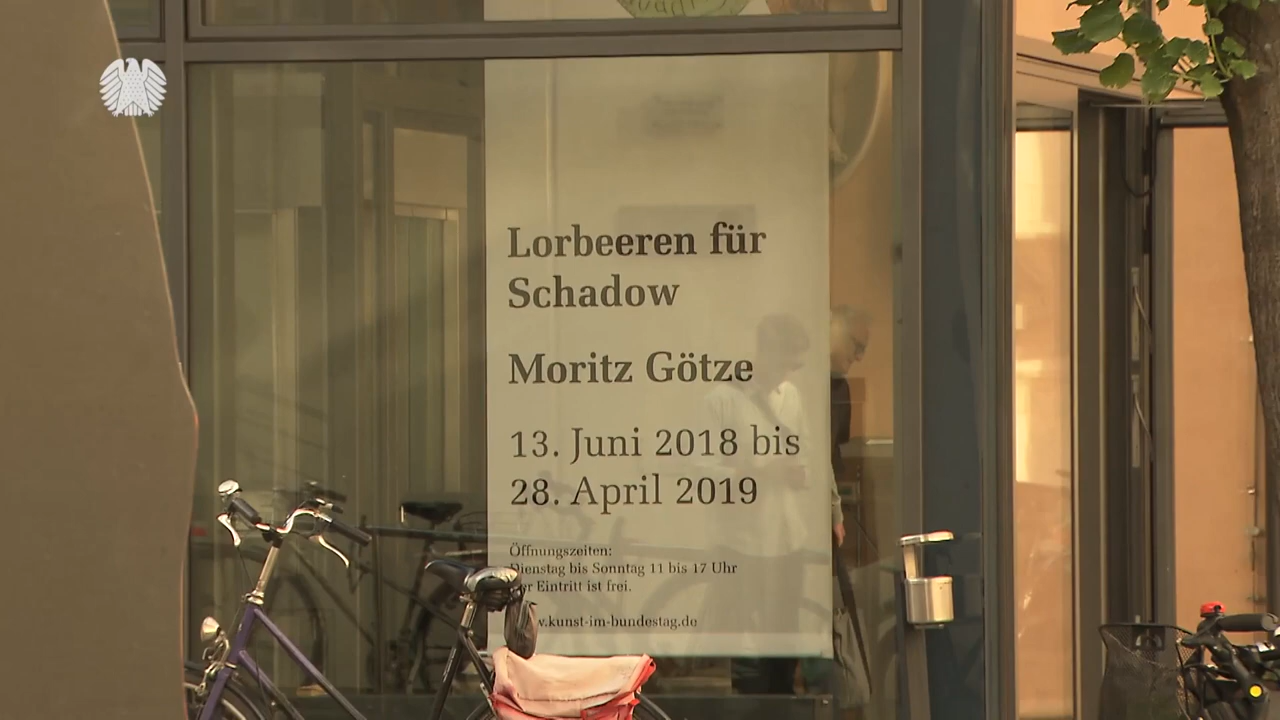 Lorbeeren für
Schadow
Moritz Götze
13. Juni 2018 bis
28. April 2019
Öffnungszeiten:
Dienstag bis Sonntag 11 bis 17 Uhr
Eintritt ist frei.
kunst-im-bundestag.de